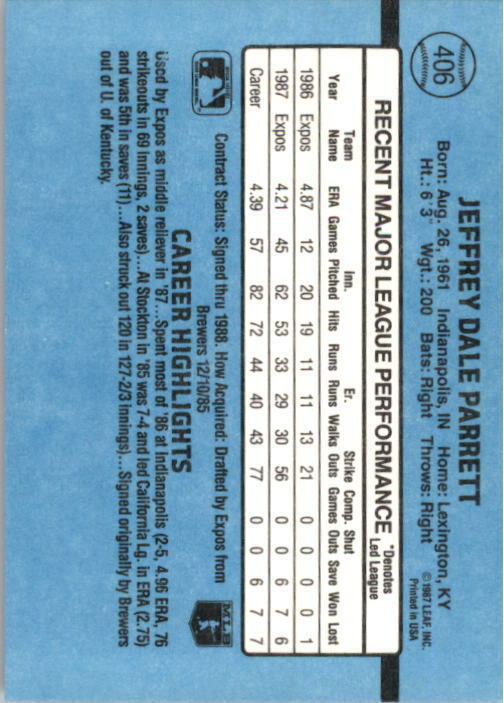 406
JEFFREY DALE PARRETT
Born: Aug. 26, 1961 Indianapolis, IN Home: Lexington, KY
Ht.: 6' 3" Wgt.: 200 Bats: Right Throws: Right
©1987 LEAF, INC.
Printed in USA
RECENT MAJOR LEAGUE PERFORMANCE *Denotes Led League
Year Team Name ERA Games Inn. Pitched Hits Runs Er. Runs Walks Strike Outs Comp. Games Shut Outs Save Won Lost
1986 Expos 4.87 12 20 19 11 11 13 21 0 0 0 0 1
1987 Expos 4.21 45 62 53 33 29 30 56 0 0 6 7 6
Career 4.39 57 82 72 44 40 43 77 0 0 6 7 7
Contract Status: Signed thru 1988. How Acquired: Drafted by Expos from
Brewers 12/10/85
MLB
CAREER HIGHLIGHTS
Used by Expos as middle reliever in '87...Spent most of '86 at Indianapolis (2-5, 4.96 ERA, 76
strikeouts in 69 innings, 2 saves)...At Stockton in '85 was 7-4 and led California Lg. in ERA (2.75)
and was 5th in saves (11)...Also struck out 120 in 127-2/3 innings)...Signed originally by Brewers
out of U. of Kentucky.